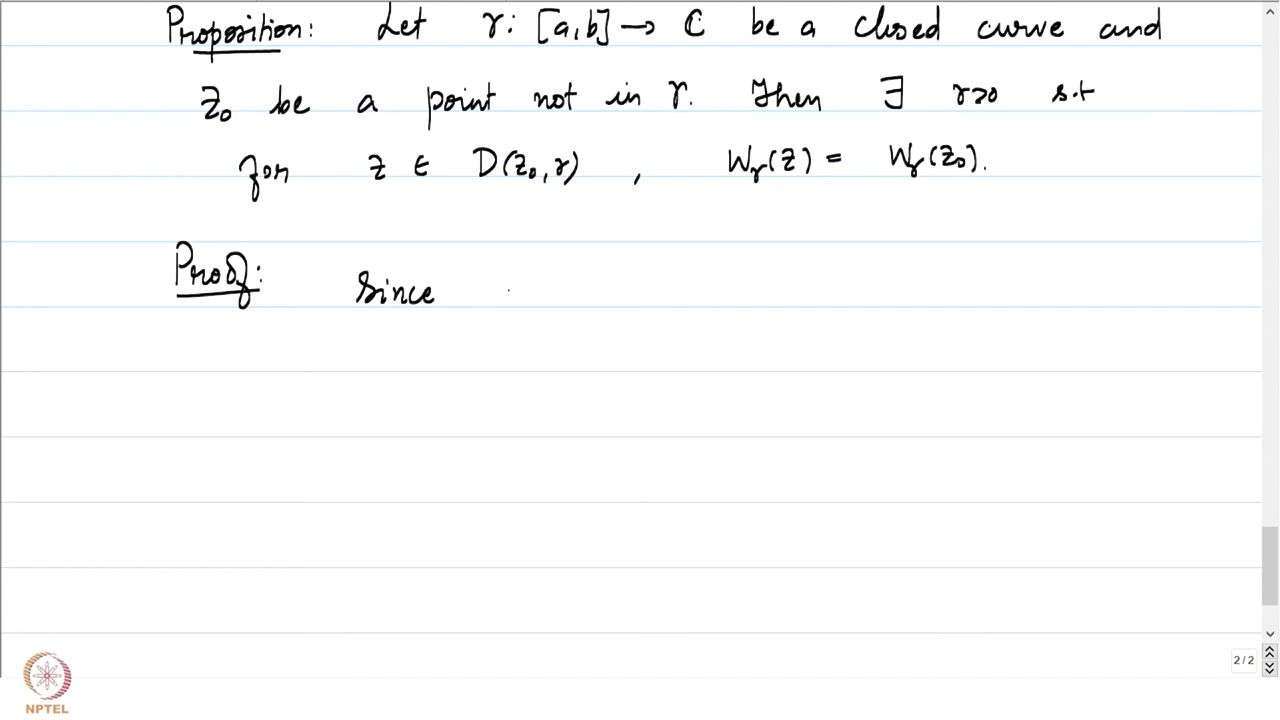 Proposition: Let γ: [a,b] → ℂ be a closed curve and
z₀ be a point not in γ. Then ∃ r>0 s.t
for z ∈ D(z₀, r) , W_γ(z) = W_γ(z₀).
Proof: Since
2/2
NPTEL